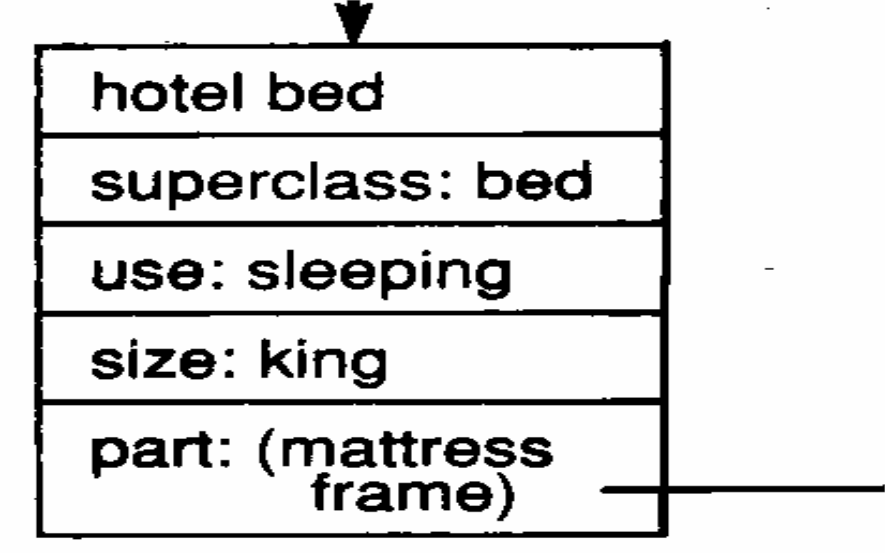 hotel bed
superclass: bed
use: sleeping
size: king
part: (mattress
frame)